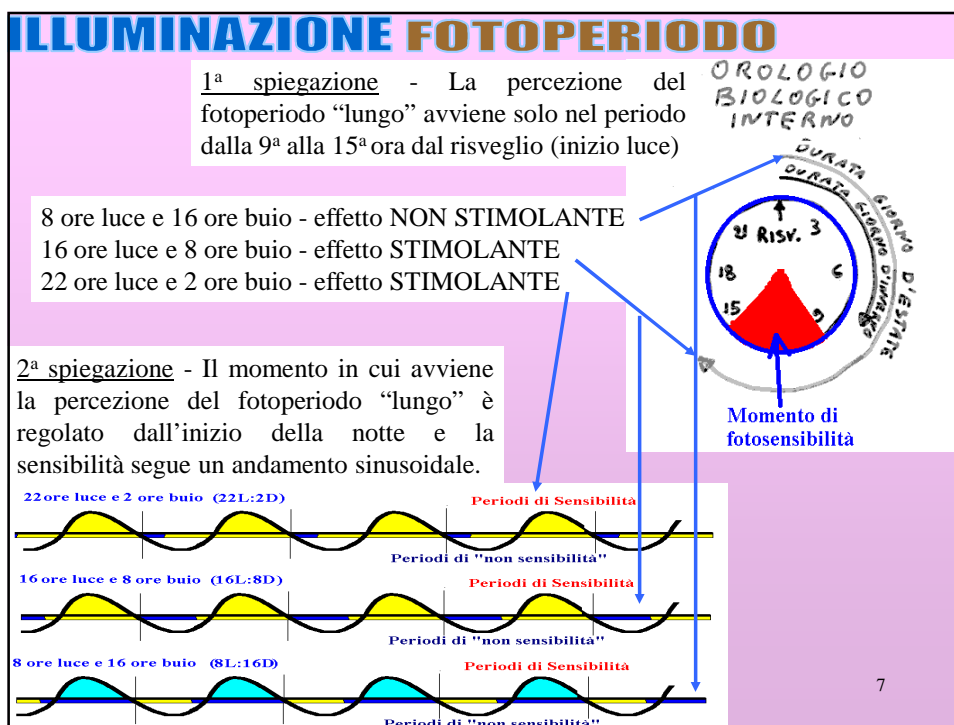 ILLUMINAZIONE FOTOPERIODO
1ª spiegazione - La percezione del
fotoperiodo “lungo” avviene solo nel periodo
dalla 9ª alla 15ª ora dal risveglio (inizio luce)
OROLOGIO
BIOLOGICO
INTERNO
DURATA GIORNO D'ESTATE
DURATA GIORNO D'INVERNO
21 RISV. 3
18 6
15 9
Momento di
fotosensibilità
8 ore luce e 16 ore buio - effetto NON STIMOLANTE
16 ore luce e 8 ore buio - effetto STIMOLANTE
22 ore luce e 2 ore buio - effetto STIMOLANTE
2ª spiegazione - Il momento in cui avviene
la percezione del fotoperiodo “lungo” è
regolato dall’inizio della notte e la
sensibilità segue un andamento sinusoidale.
22 ore luce e 2 ore buio (22L:2D) Periodi di Sensibilità
Periodi di "non sensibilità"
16 ore luce e 8 ore buio (16L:8D) Periodi di Sensibilità
Periodi di "non sensibilità"
8 ore luce e 16 ore buio (8L:16D) Periodi di Sensibilità
Periodi di "non sensibilità"
7